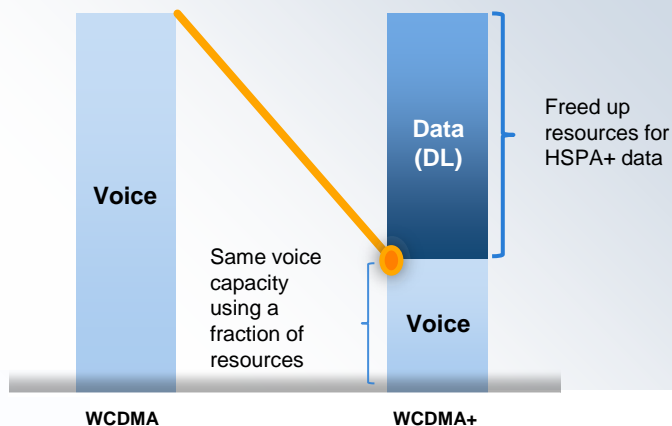 Voice
Same voice
capacity
using a
fraction of
resources
Data
(DL)
Voice
Freed up
resources for
HSPA+ data
WCDMA
WCDMA+